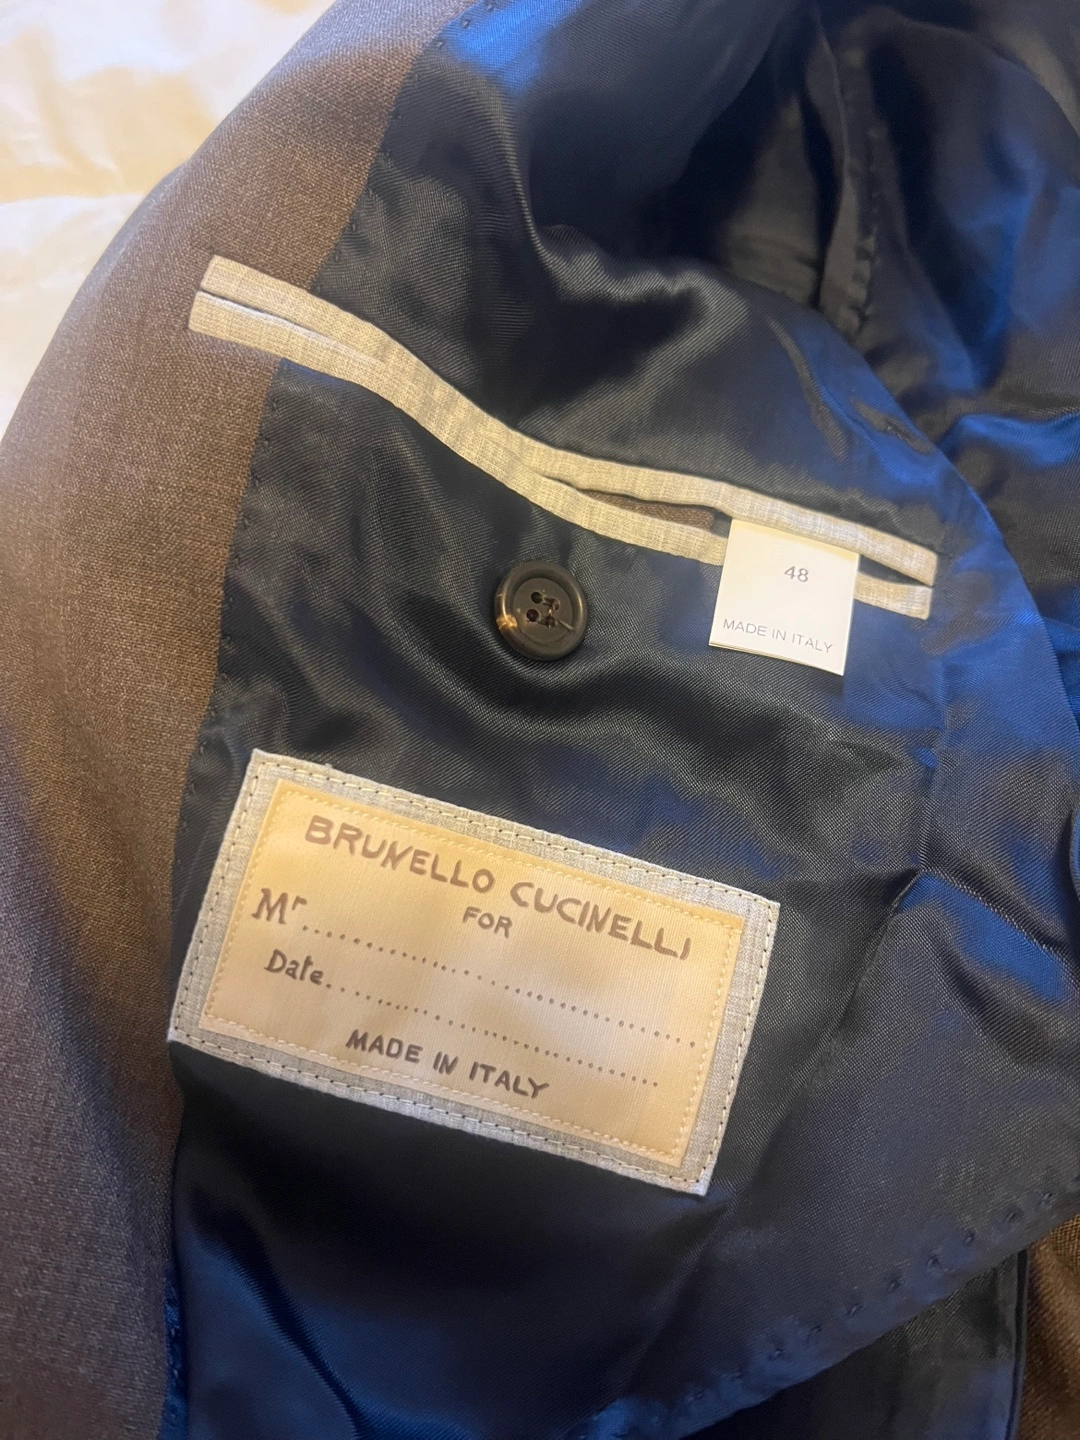 48
MADE IN ITALY
BRUNELLO CUCINELLI
FOR
Mr....................................
Date....................................
MADE IN ITALY